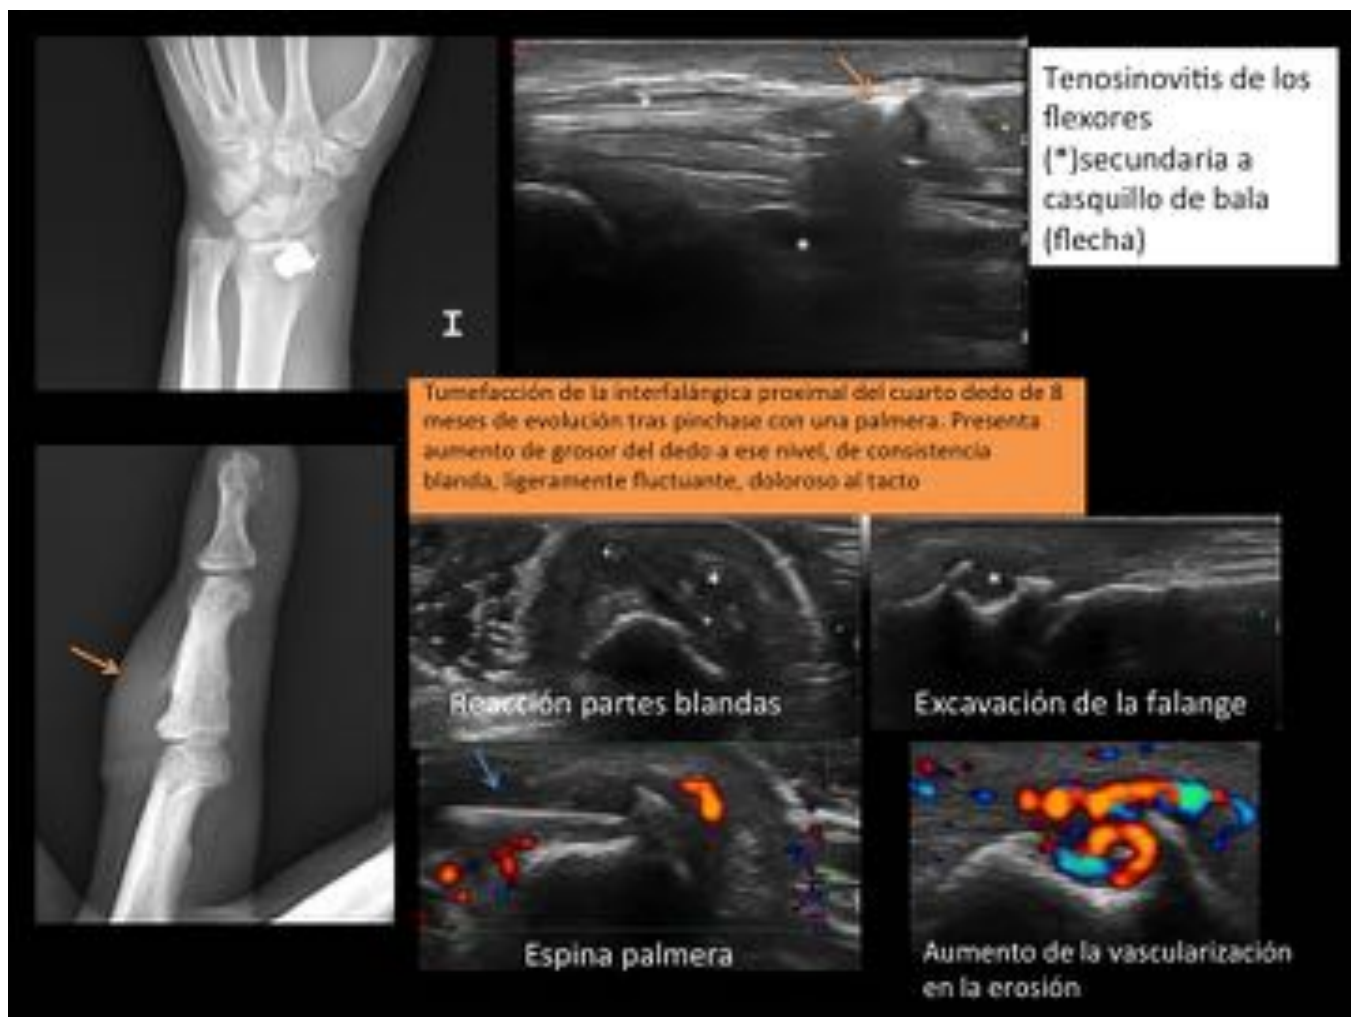 I
Tenosinovitis de los
flexores
(*)secundaria a
casquillo de bala
(flecha)
Tumefacción de la interfalángica proximal del cuarto dedo de 8
meses de evolución tras pinchase con una palmera. Presenta
aumento de grosor del dedo a ese nivel, de consistencia
blanda, ligeramente fluctuante, doloroso al tacto
Reacción partes blandas
Excavación de la falange
Espina palmera
Aumento de la vascularización
en la erosión